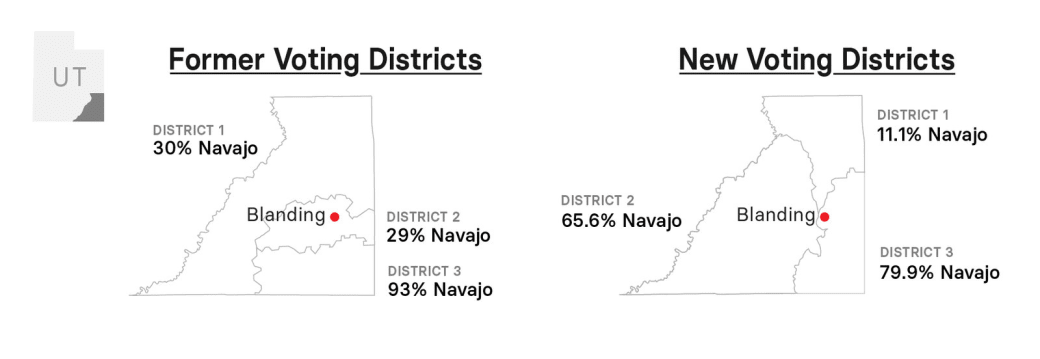 UT
Former Voting Districts
DISTRICT 1
30% Navajo
Blanding
DISTRICT 2
29% Navajo
DISTRICT 3
93% Navajo
New Voting Districts
DISTRICT 1
11.1% Navajo
DISTRICT 2
65.6% Navajo
Blanding
DISTRICT 3
79.9% Navajo